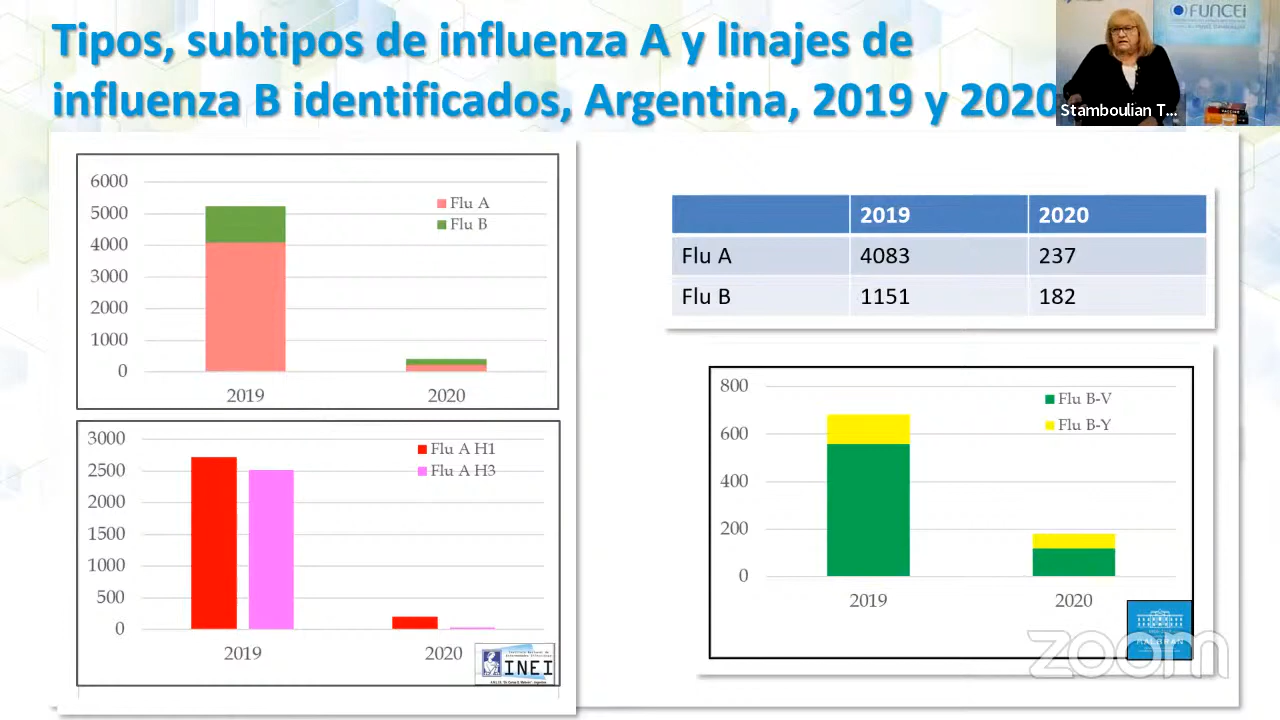 Tipos, subtipos de influenza A y linajes de
influenza B identificados, Argentina, 2019 y 2020
FUNCEi
Stamboulian T...
6000
5000
4000
3000
2000
1000
0
Flu A
Flu B
2019 2020
2019 2020
Flu A 4083 237
Flu B 1151 182
3000
2500
2000
1500
1000
500
0
Flu A H1
Flu A H3
2019 2020
INEI
800
600
400
200
0
Flu B-V
Flu B-Y
2019 2020
MALBRÁN
zoom